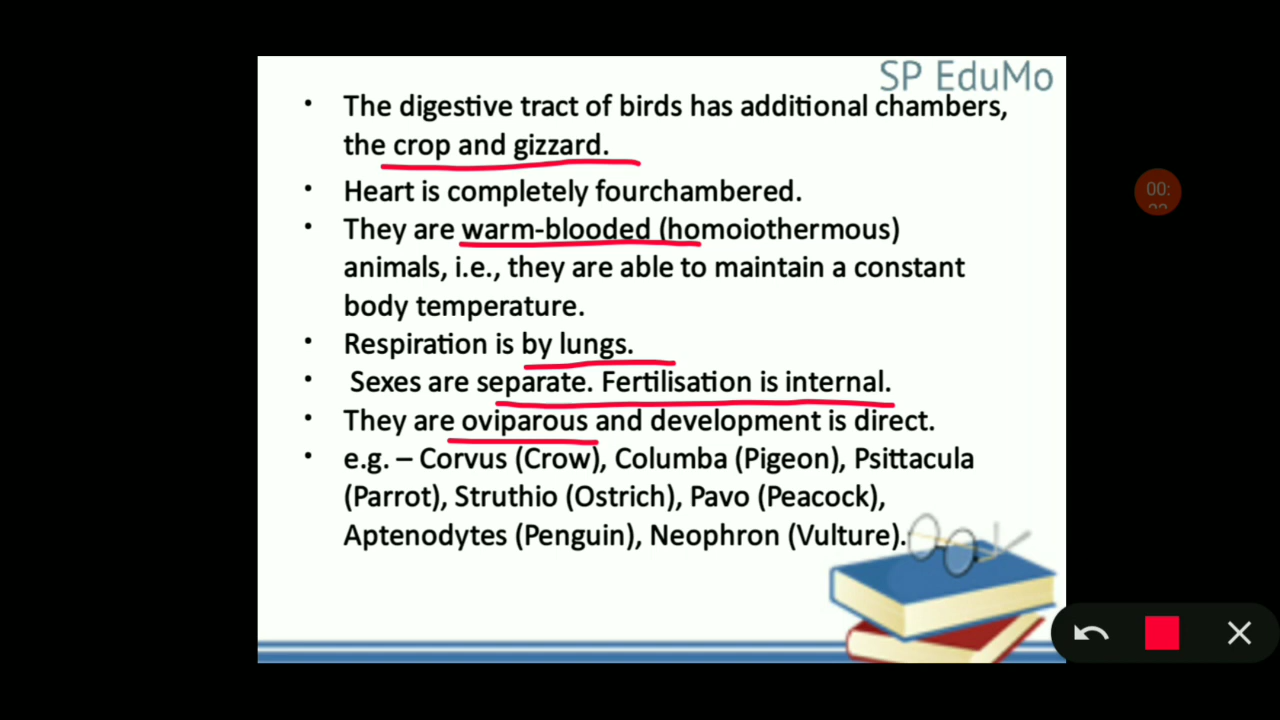 SP EduMo
• The digestive tract of birds has additional chambers,
the crop and gizzard.
• Heart is completely fourchambered.
• They are warm-blooded (homoiothermous)
animals, i.e., they are able to maintain a constant
body temperature.
• Respiration is by lungs.
• Sexes are separate. Fertilisation is internal.
• They are oviparous and development is direct.
• e.g. – Corvus (Crow), Columba (Pigeon), Psittacula
(Parrot), Struthio (Ostrich), Pavo (Peacock),
Aptenodytes (Penguin), Neophron (Vulture).
00: